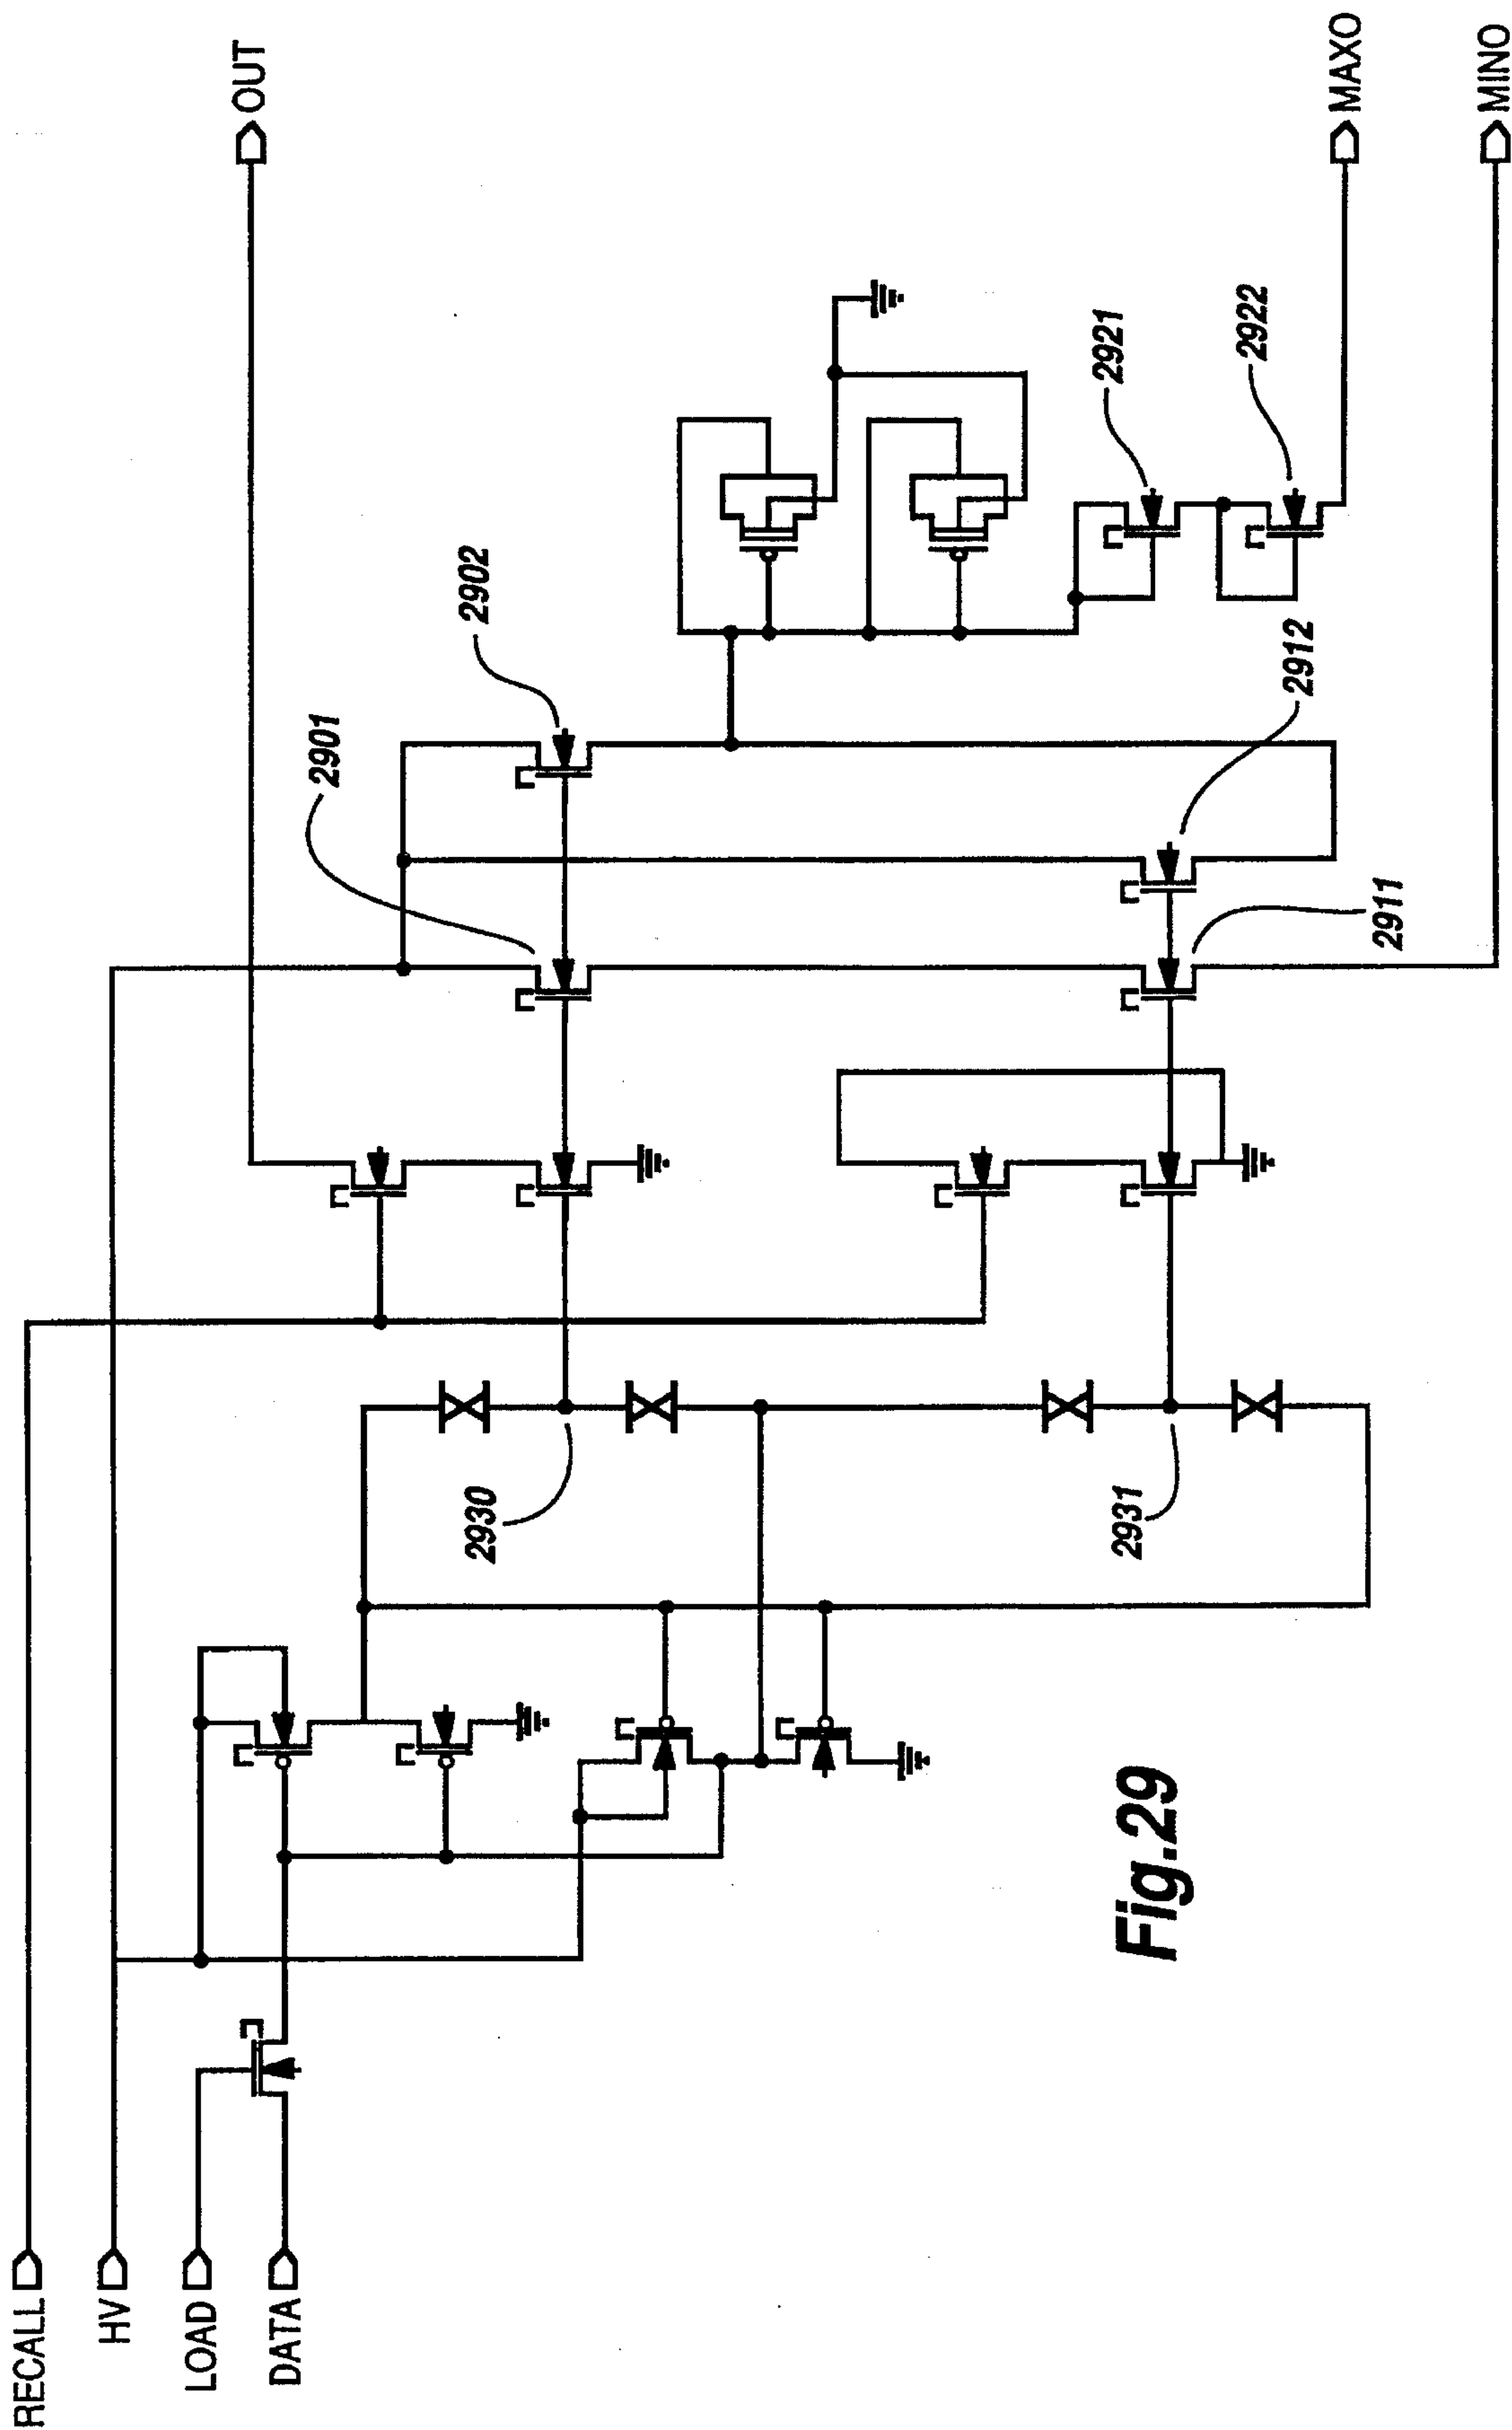 RECALL
HV
LOAD
DATA
OUT
MAXO
MINO
2901
2902
2911
2912
2921
2922
2930
2931
Fig.29